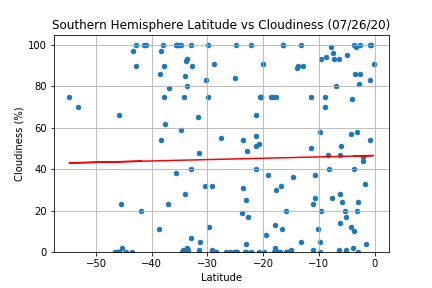 Southern Hemisphere Latitude vs Cloudiness (07/26/20)
100
80
60
40
20
0
Cloudiness (%)
−50 −40 −30 −20 −10 0
Latitude